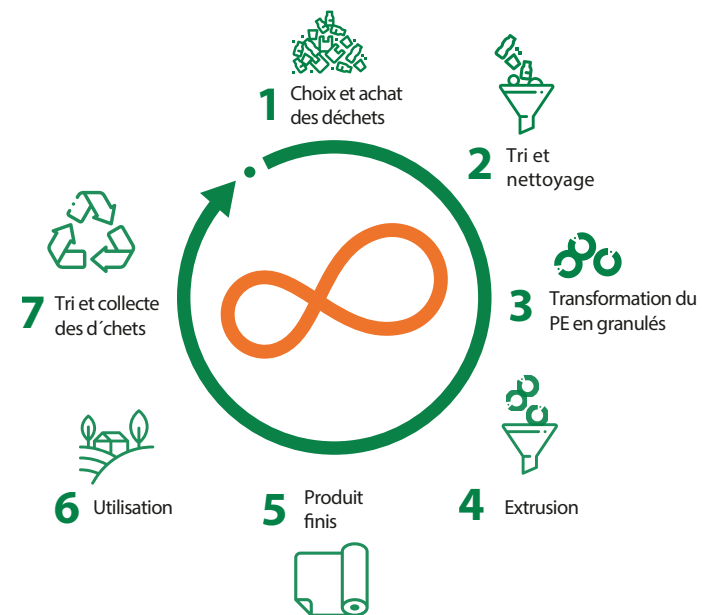 1 Choix et achat
des déchets
2 Tri et
nettoyage
3 Transformation du
PE en granulés
4 Extrusion
5 Produit
finis
6 Utilisation
7 Tri et collecte
des d´chets